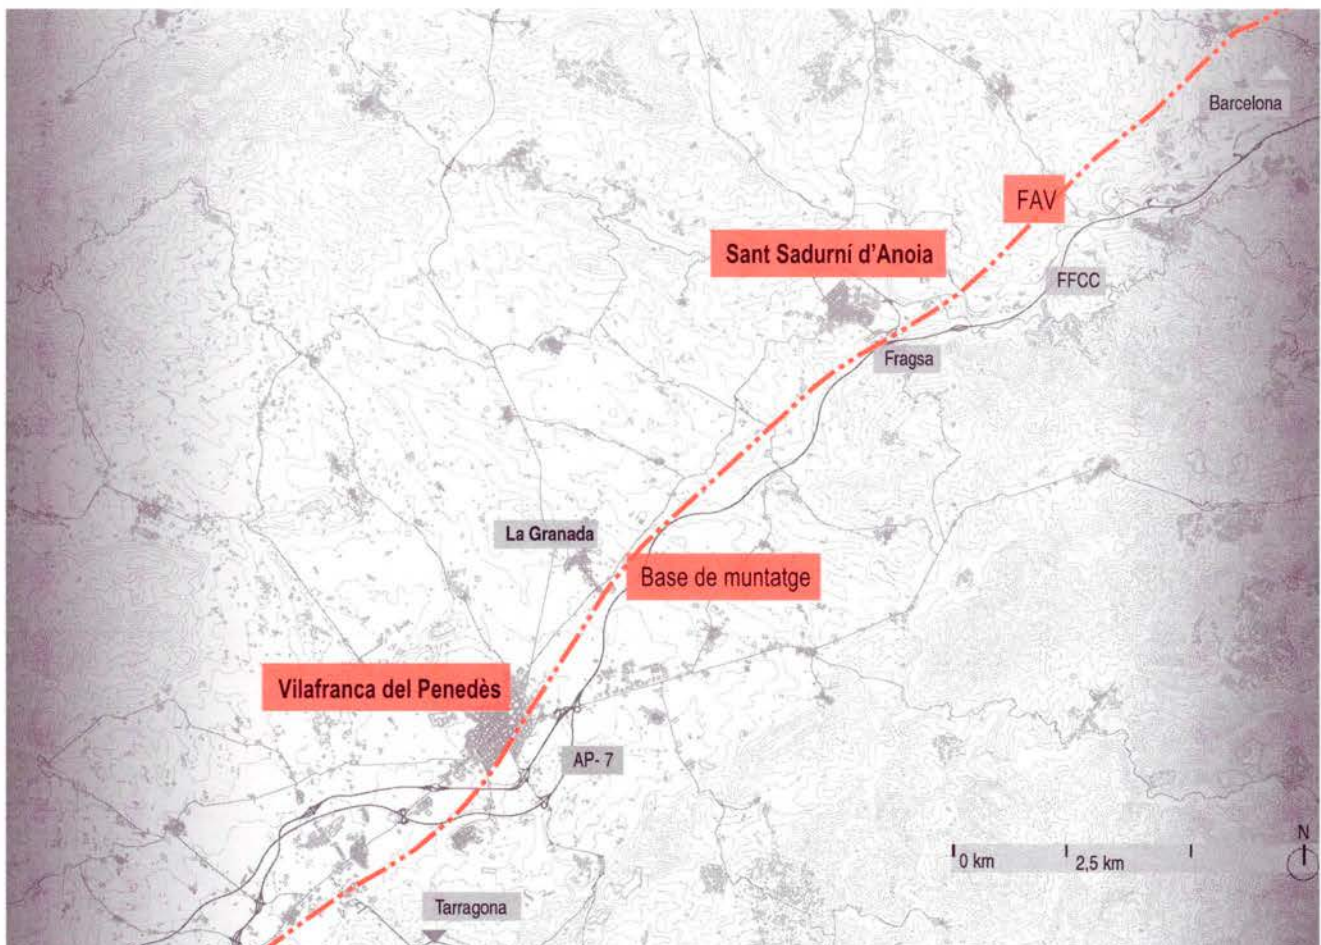 Barcelona
FAV
Sant Sadurní d'Anoia
FFCC
Fragsa
La Granada
Base de muntatge
Vilafranca del Penedès
AP- 7
N
0 km
2,5 km
Tarragona